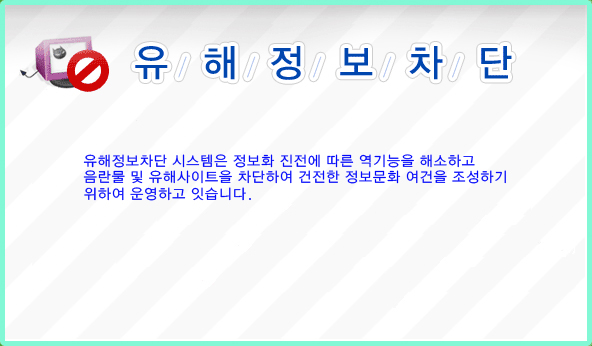 유/해/정/보/차/단
유해정보차단 시스템은 정보화 진전에 따른 역기능을 해소하고
음란물 및 유해사이트을 차단하여 건전한 정보문화 여건을 조성하기
위하여 운영하고 잇습니다.